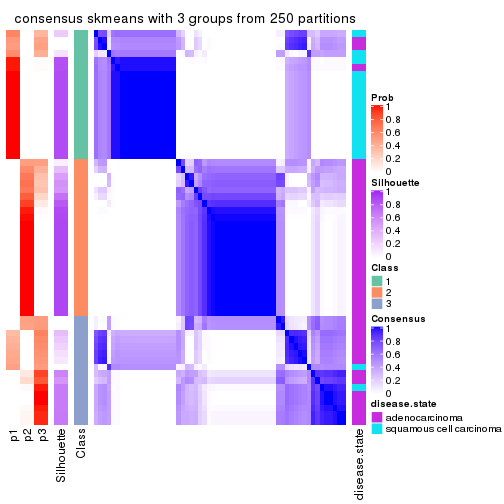 consensus skmeans with 3 groups from 250 partitions
Prob
1
0.8
0.6
0.4
0.2
0
Silhouette
1
0.8
0.6
0.4
0.2
0
Class
1
2
3
Consensus
1
0.8
0.6
0.4
0.2
0
disease.state
adenocarcinoma
squamous cell carcinoma
p1
p2
p3
Silhouette
Class
disease.state